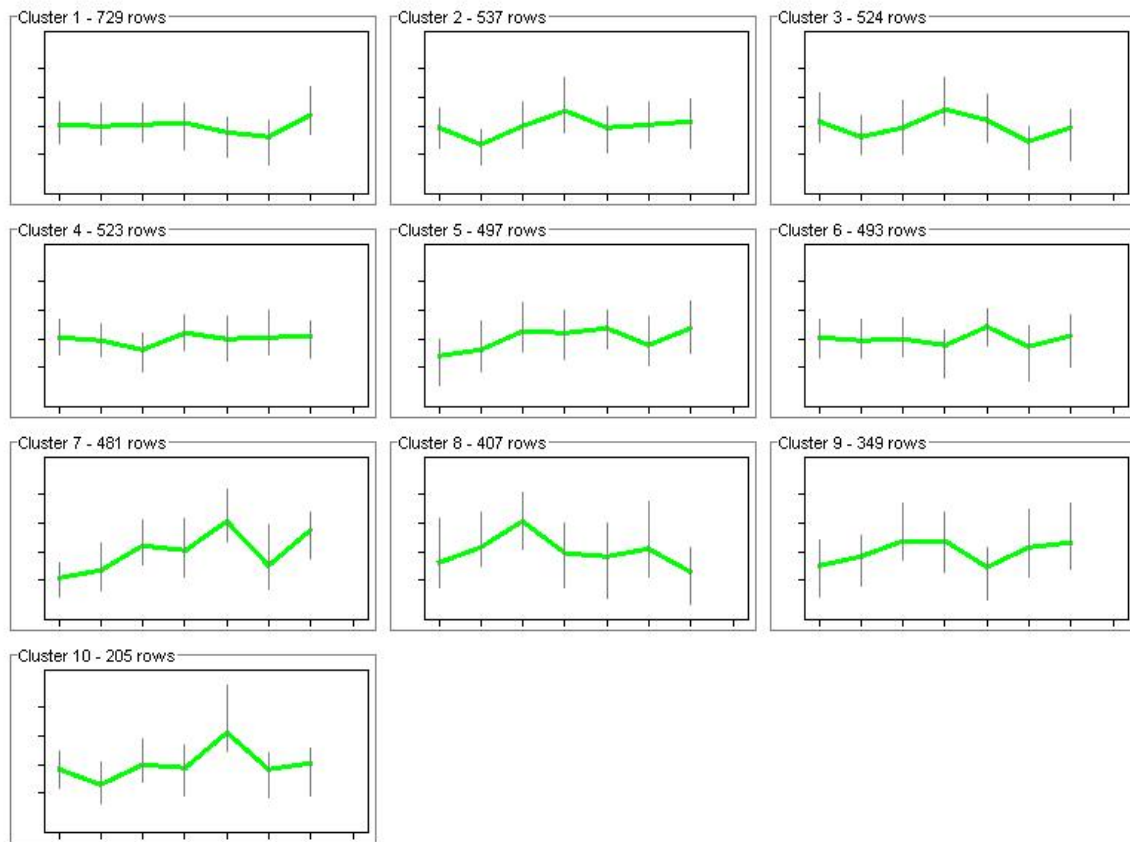 Cluster 1 - 729 rows
Cluster 2 - 537 rows
Cluster 3 - 524 rows
Cluster 4 - 523 rows
Cluster 5 - 497 rows
Cluster 6 - 493 rows
Cluster 7 - 481 rows
Cluster 8 - 407 rows
Cluster 9 - 349 rows
Cluster 10 - 205 rows